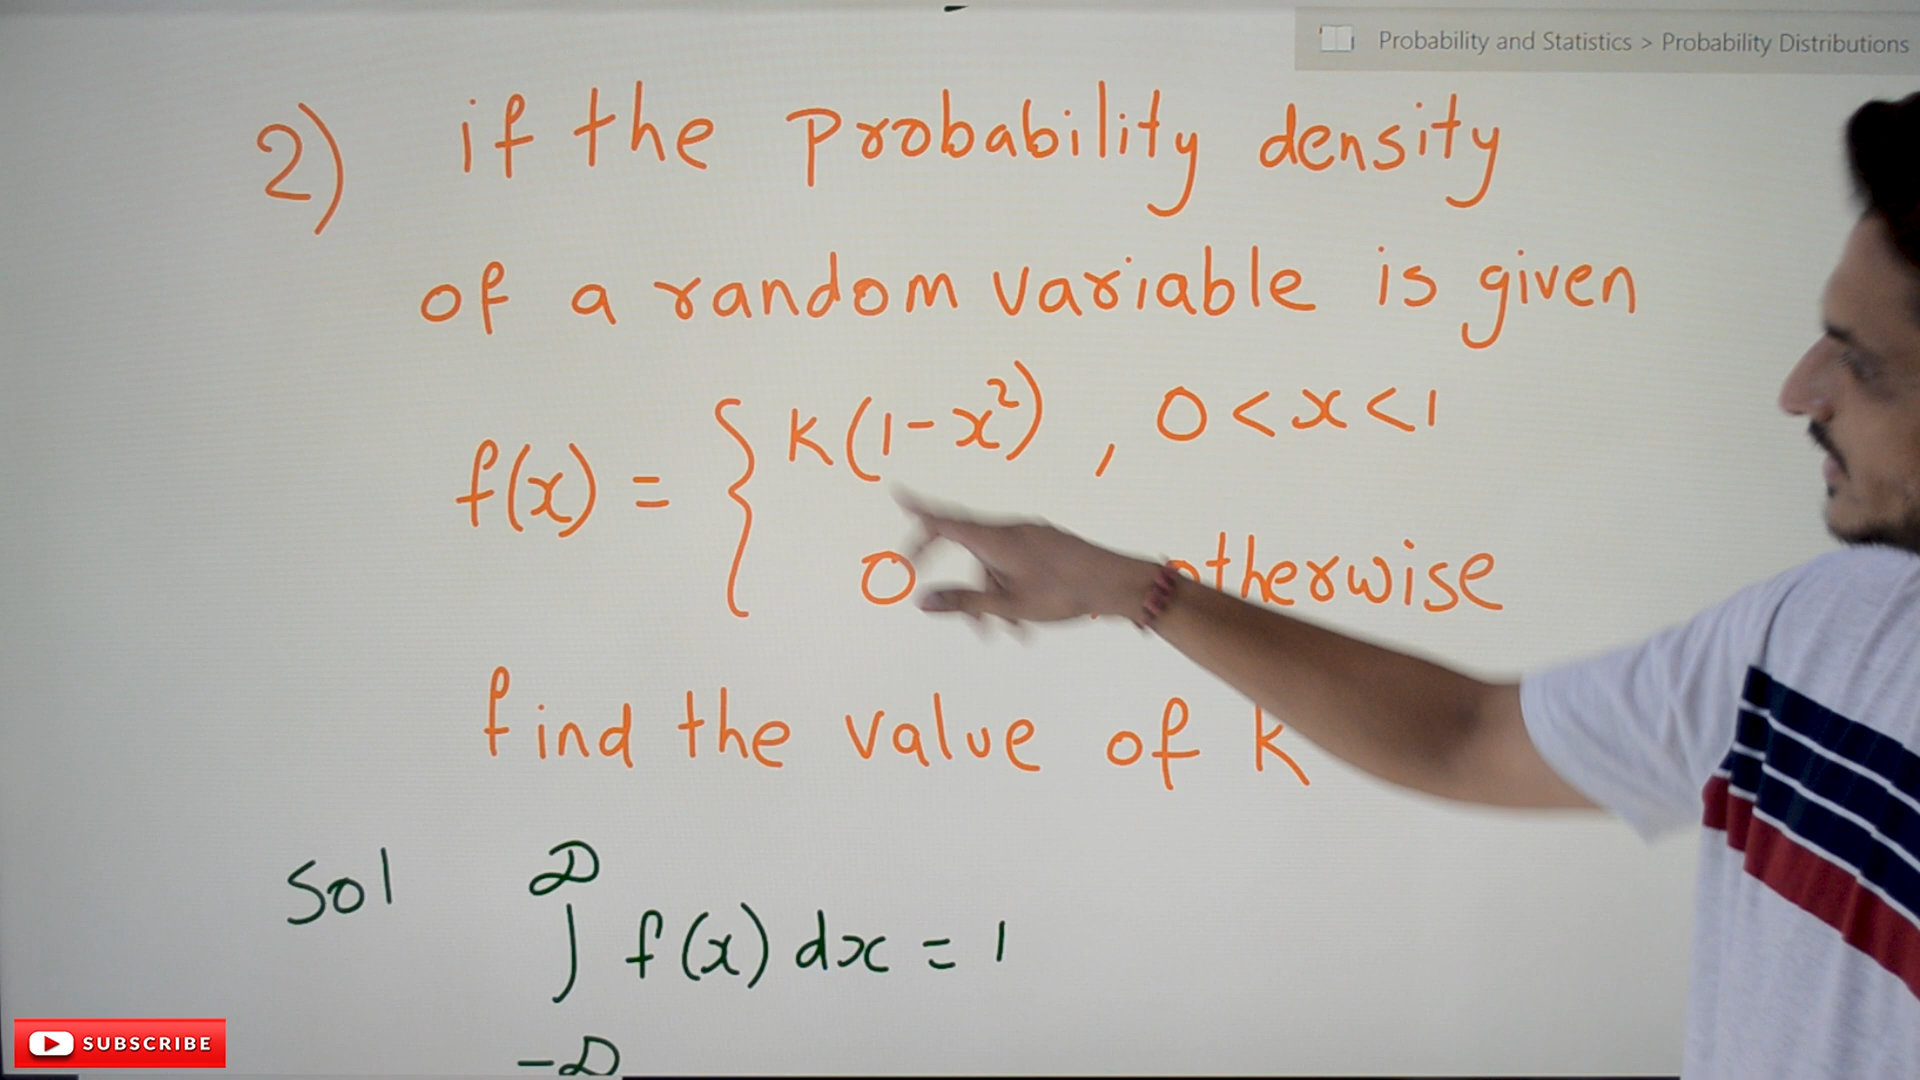 Probability and Statistics > Probability Distributions
2) if the probability density
of a random variable is given
f(x) = { k(1-x²) , 0<x<1
0 , otherwise
find the value of k
Sol ∫ f(x) dx = 1
∞
-∞
SUBSCRIBE